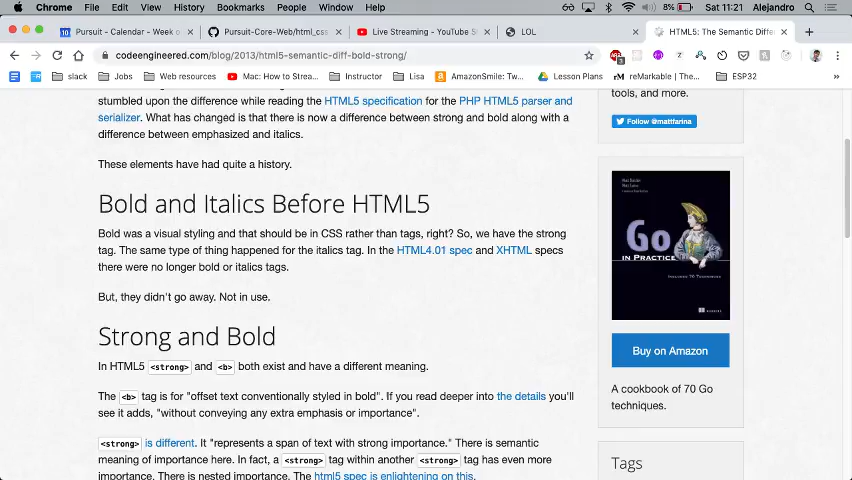 Chrome File Edit View History Bookmarks People Window Help 8% Sat 11:21 Alejandro
Pursuit - Calendar - Week o
Pursuit-Core-Web/html_css
Live Streaming - YouTube S
LOL
HTML5: The Semantic Diffe
codeengineered.com/blog/2013/html5-semantic-diff-bold-strong/
slack Jobs Web resources Mac: How to Strea... Instructor Lisa AmazonSmile: Tw... Lesson Plans reMarkable | The... ESP32
stumbled upon the difference while reading the HTML5 specification for the PHP HTML5 parser and
serializer. What has changed is that there is now a difference between strong and bold along with a
difference between emphasized and italics.
These elements have had quite a history.
Bold and Italics Before HTML5
Bold was a visual styling and that should be in CSS rather than tags, right? So, we have the strong
tag. The same type of thing happened for the italics tag. In the HTML4.01 spec and XHTML specs
there were no longer bold or italics tags.
But, they didn't go away. Not in use.
Strong and Bold
In HTML5 <strong> and <b> both exist and have a different meaning.
The <b> tag is for "offset text conventionally styled in bold". If you read deeper into the details you'll
see it adds, "without conveying any extra emphasis or importance".
<strong> is different. It "represents a span of text with strong importance." There is semantic
meaning of importance here. In fact, a <strong> tag within another <strong> tag has even more
importance. There is nested importance. The html5 spec is enlightening on this.
tools, and more.
Follow @mattfarina
Go
IN PRACTICE
Buy on Amazon
A cookbook of 70 Go
techniques.
Tags